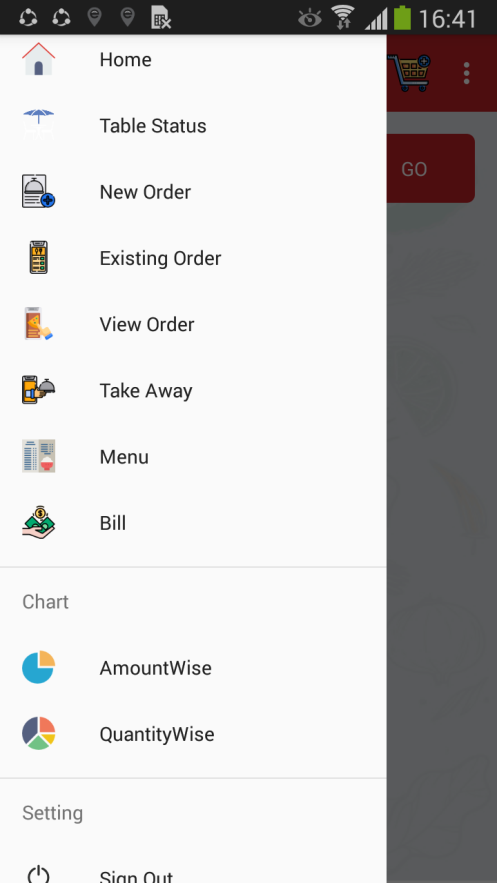 16:41
Home
GO
Table Status
New Order
Existing Order
View Order
Take Away
Menu
Bill
Chart
AmountWise
QuantityWise
Setting
Sign Out